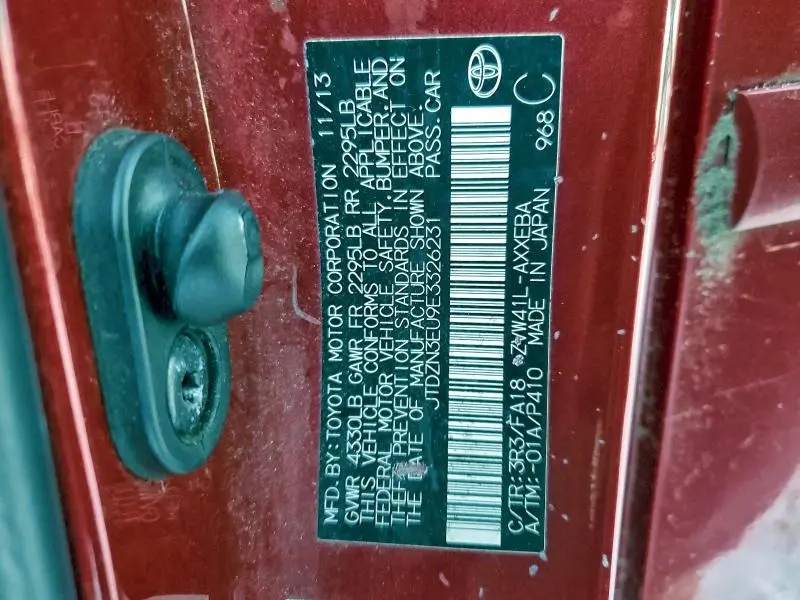 MFD.BY: TOYOTA MOTOR CORPORATION 11/13
GVWR 4330LB GAWR FR 2295LB RR 2295LB
THIS VEHICLE CONFORMS TO ALL APPLICABLE
FEDERAL MOTOR VEHICLE SAFETY, BUMPER, AND
THEFT PREVENTION STANDARDS IN EFFECT ON
THE DATE OF MANUFACTURE SHOWN ABOVE.
JTDZN3EU9E3326231 PASS. CAR
C/TR:3R3/FA18 *ZVW41L-AXXEBA 968
A/TM:-01A/P410 MADE IN JAPAN
C